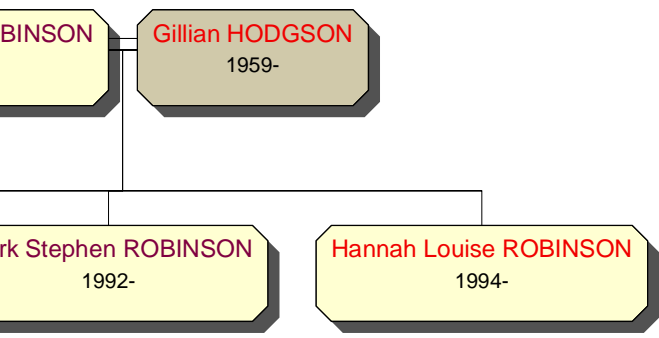 BINSON
Gillian HODGSON
1959-
rk Stephen ROBINSON
1992-
Hannah Louise ROBINSON
1994-